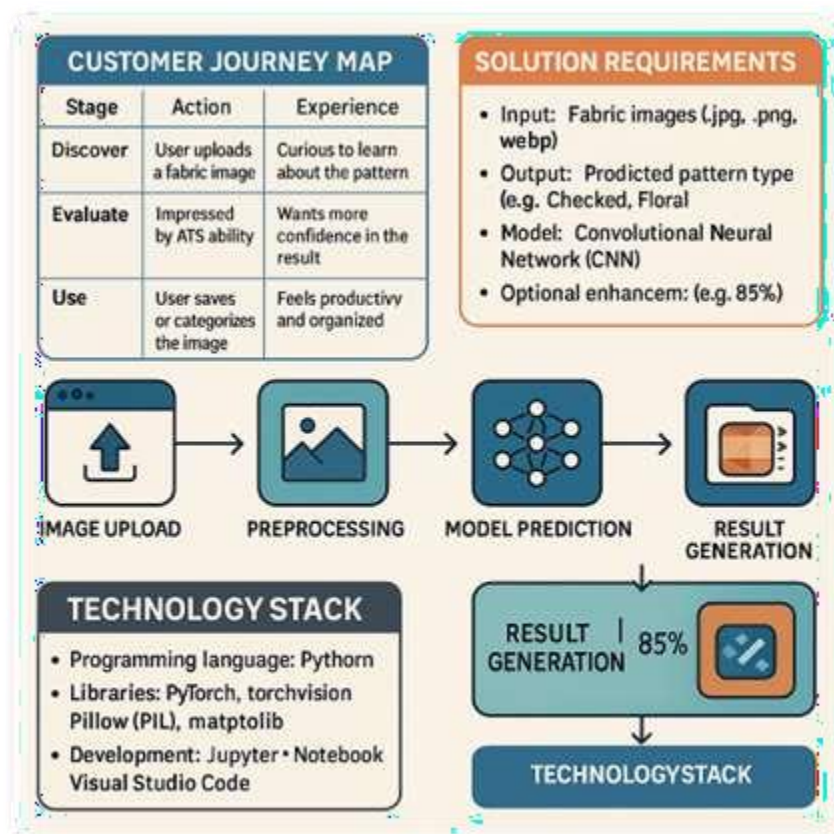 CUSTOMER JOURNEY MAP
Stage Action Experience
Discover
User uploads
a fabric image
Curious to learn
about the pattern
Evaluate
Impressed
by ATS ability
Wants more
confidence in the
result
Use
User saves
or categorizes
the image
Feels productivv
and organized
SOLUTION REQUIREMENTS
• Input: Fabric images (.jpg, .png,
webp)
• Output: Prodicted pattern type
(e.g. Checked, Floral
• Model: Convolutional Neural
Network (CNN)
• Optional enhancem: (e.g. 85%)
IMAGE UPLOAD
PREPROCESSING
MODEL PREDICTION
RESULT
GENERATION
TECHNOLOGY STACK
• Programming language: Pythorn
• Libraries: PyTorch, torchvision
Pillow (PIL), matptolib
• Development: Jupyter • Notebook
Visual Studio Code
RESULT
GENERATION
85%
TECHNOLOGYSTACK